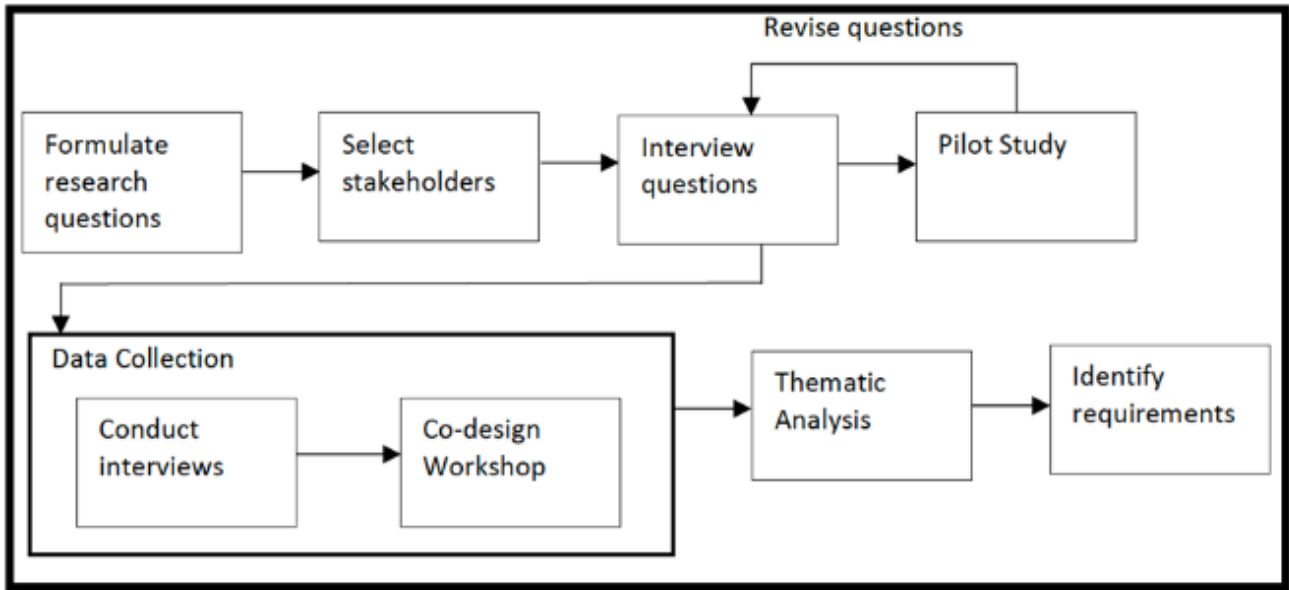 Revise questions
Formulate
research
questions
Select
stakeholders
Interview
questions
Pilot Study
Data Collection
Conduct
interviews
Co-design
Workshop
Thematic
Analysis
Identify
requirements